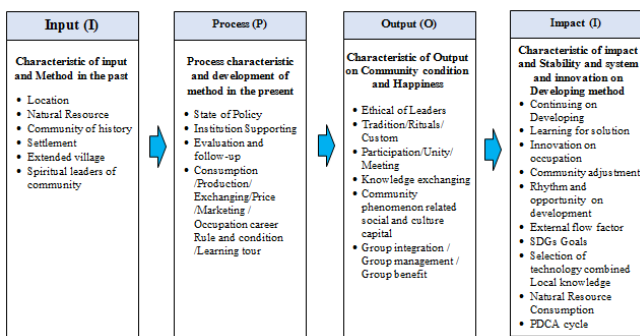 Input (I)
Characteristic of input
and Method in the past
• Location
• Natural Resource
• Community of history
• Settlement
• Extended village
• Spiritual leaders of
community
Process (P)
Process characteristic
and development of
method in the present
• State of Policy
• Institution Supporting
• Evaluation and
follow-up
• Consumption
/Production/
Exchanging/Price
/Marketing /
Occupation career
Rule and condition
/Learning tour
Output (O)
Characteristic of Output
on Community condition
and Happiness
• Ethical of Leaders
• Tradition/Rituals/
Custom
• Participation/Unity/
Meeting
• Knowledge exchanging
• Community
phenomenon related
social and culture
capital
• Group integration /
Group management /
Group benefit
Impact (I)
Characteristic of impact
and Stability and system
and innovation on
Developing method
• Continuing on
Developing
• Learning for solution
• Innovation on
occupation
• Community adjustment
• Rhythm and
opportunity on
development
• External flow factor
• SDGs Goals
• Selection of
technology combined
Local knowledge
• Natural Resource
Consumption
• PDCA cycle